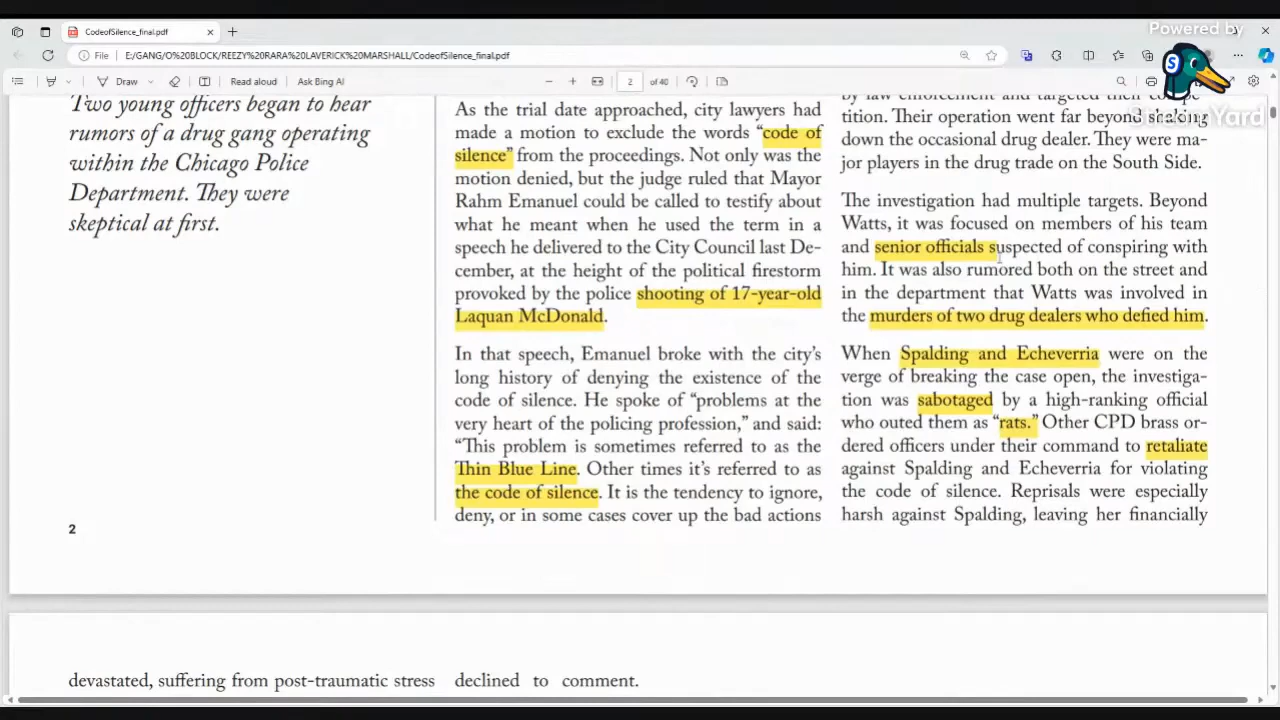 CodeofSilence_final.pdf
Powered by
File
E:/GANG/O%20BLOCK/REEZY%20RARA%20LAVERICK%20MARSHALL/CodeofSilence_final.pdf
Draw
Read aloud
Ask Bing AI
2
of 40
S
Two young officers began to hear
rumors of a drug gang operating
within the Chicago Police
Department. They were
skeptical at first.
2
As the trial date approached, city lawyers had
made a motion to exclude the words “code of
silence” from the proceedings. Not only was the
motion denied, but the judge ruled that Mayor
Rahm Emanuel could be called to testify about
what he meant when he used the term in a
speech he delivered to the City Council last De-
cember, at the height of the political firestorm
provoked by the police shooting of 17-year-old
Laquan McDonald.
In that speech, Emanuel broke with the city’s
long history of denying the existence of the
code of silence. He spoke of “problems at the
very heart of the policing profession,” and said:
“This problem is sometimes referred to as the
Thin Blue Line. Other times it’s referred to as
the code of silence. It is the tendency to ignore,
deny, or in some cases cover up the bad actions
by law enforcement and targeted their compe-
tition. Their operation went far beyond shaking
down the occasional drug dealer. They were ma-
jor players in the drug trade on the South Side.
The investigation had multiple targets. Beyond
Watts, it was focused on members of his team
and senior officials suspected of conspiring with
him. It was also rumored both on the street and
in the department that Watts was involved in
the murders of two drug dealers who defied him.
When Spalding and Echeverria were on the
verge of breaking the case open, the investiga-
tion was sabotaged by a high-ranking official
who outed them as “rats.” Other CPD brass or-
dered officers under their command to retaliate
against Spalding and Echeverria for violating
the code of silence. Reprisals were especially
harsh against Spalding, leaving her financially
StreamYard
devastated, suffering from post-traumatic stress
declined to comment.